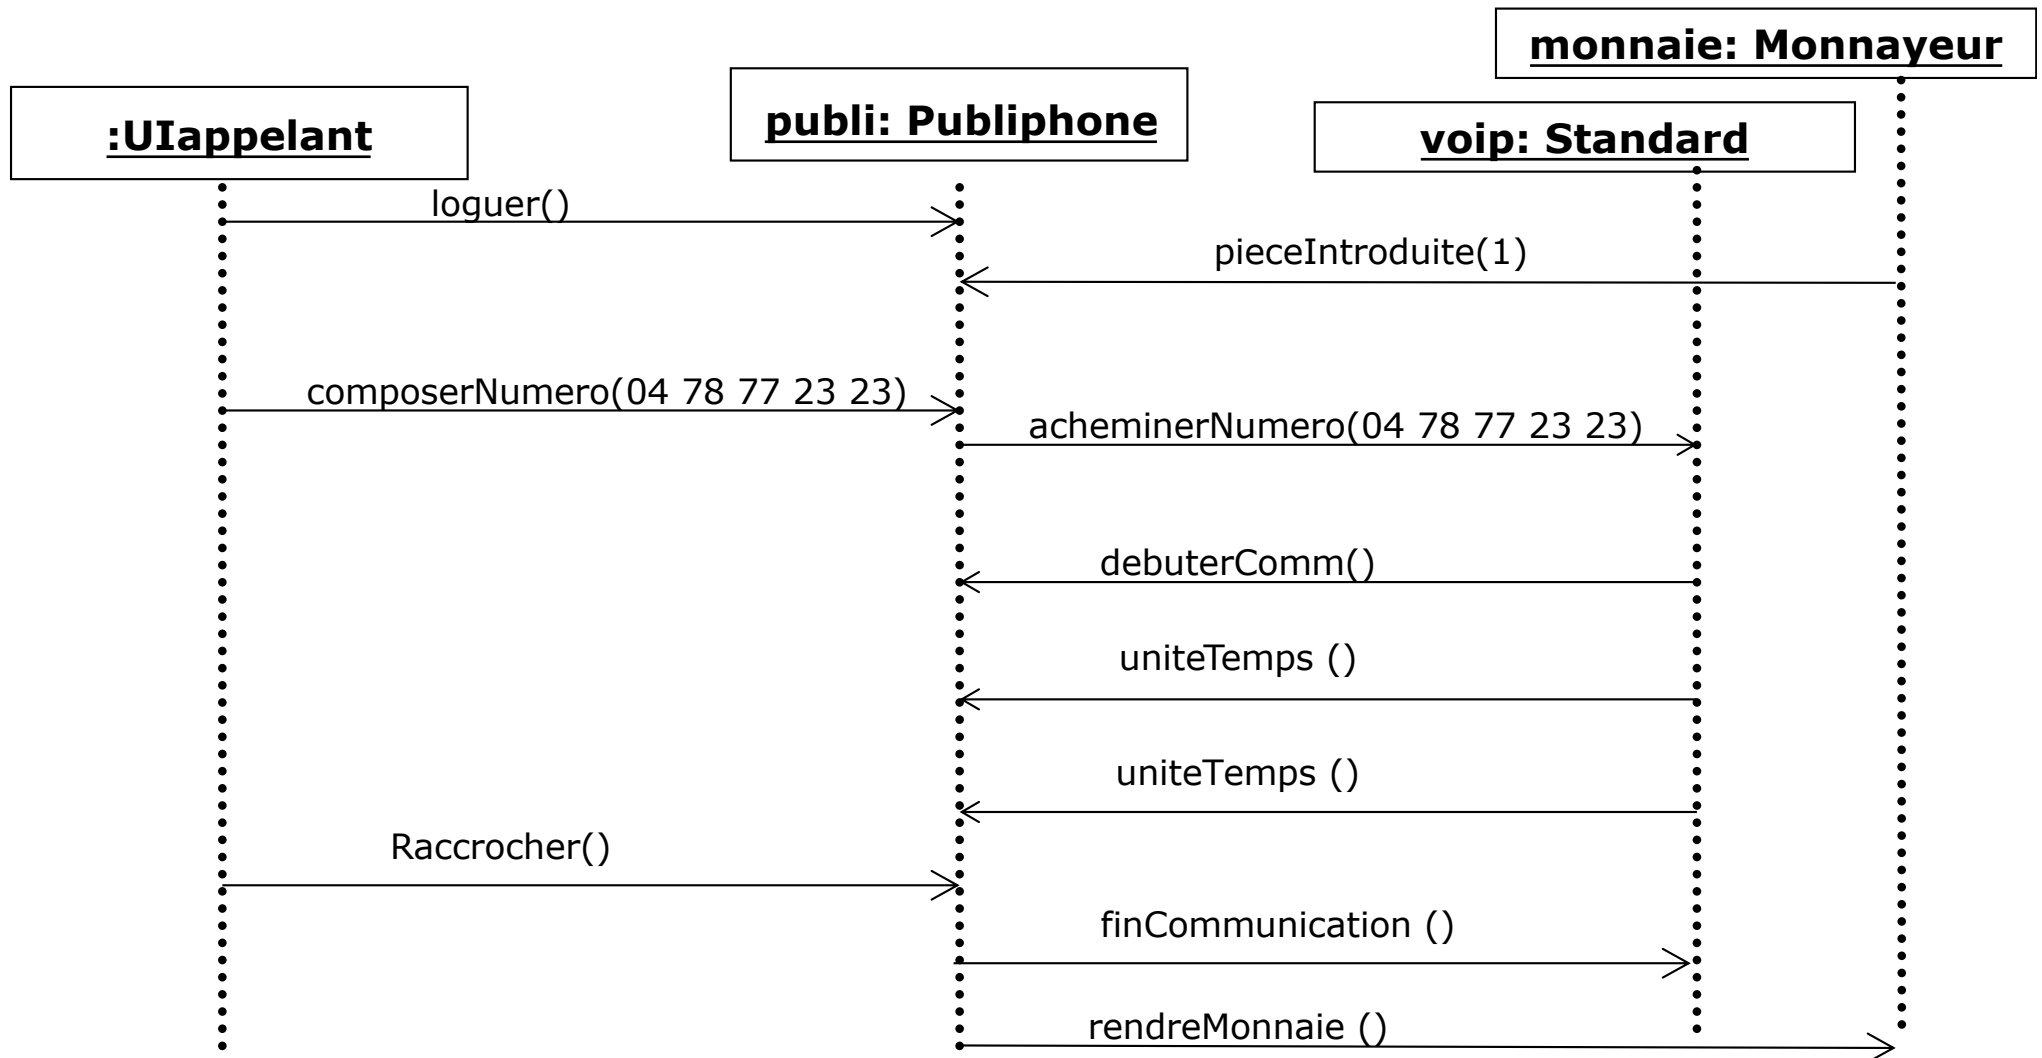 monnaie: Monnayeur
publi: Publiphone
:UIappelant
voip: Standard
loguer()
pieceIntroduite(1)
composerNumero(04 78 77 23 23)
acheminerNumero(04 78 77 23 23)
debuterComm()
uniteTemps ()
uniteTemps ()
Raccrocher()
finCommunication ()
rendreMonnaie ()